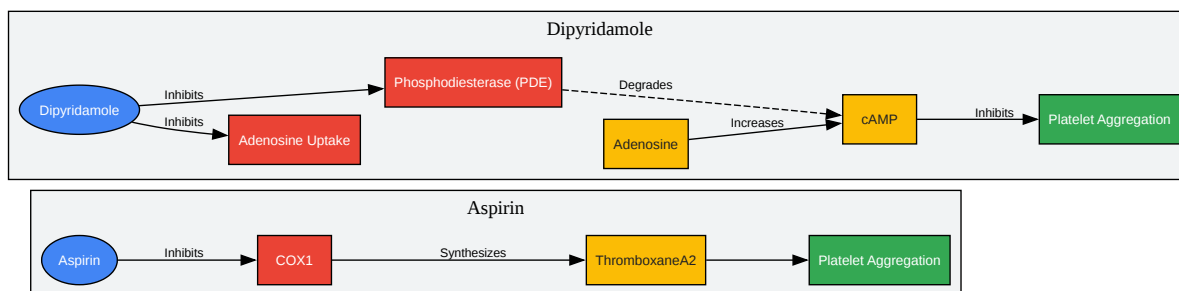 Dipyridamole
Inhibits
Phosphodiesterase (PDE)
Degrades
Dipyridamole
Inhibits
Adenosine Uptake
Adenosine
Increases
cAMP
Inhibits
Platelet Aggregation
Aspirin
Aspirin
Inhibits
COX1
Synthesizes
ThromboxaneA2
Platelet Aggregation